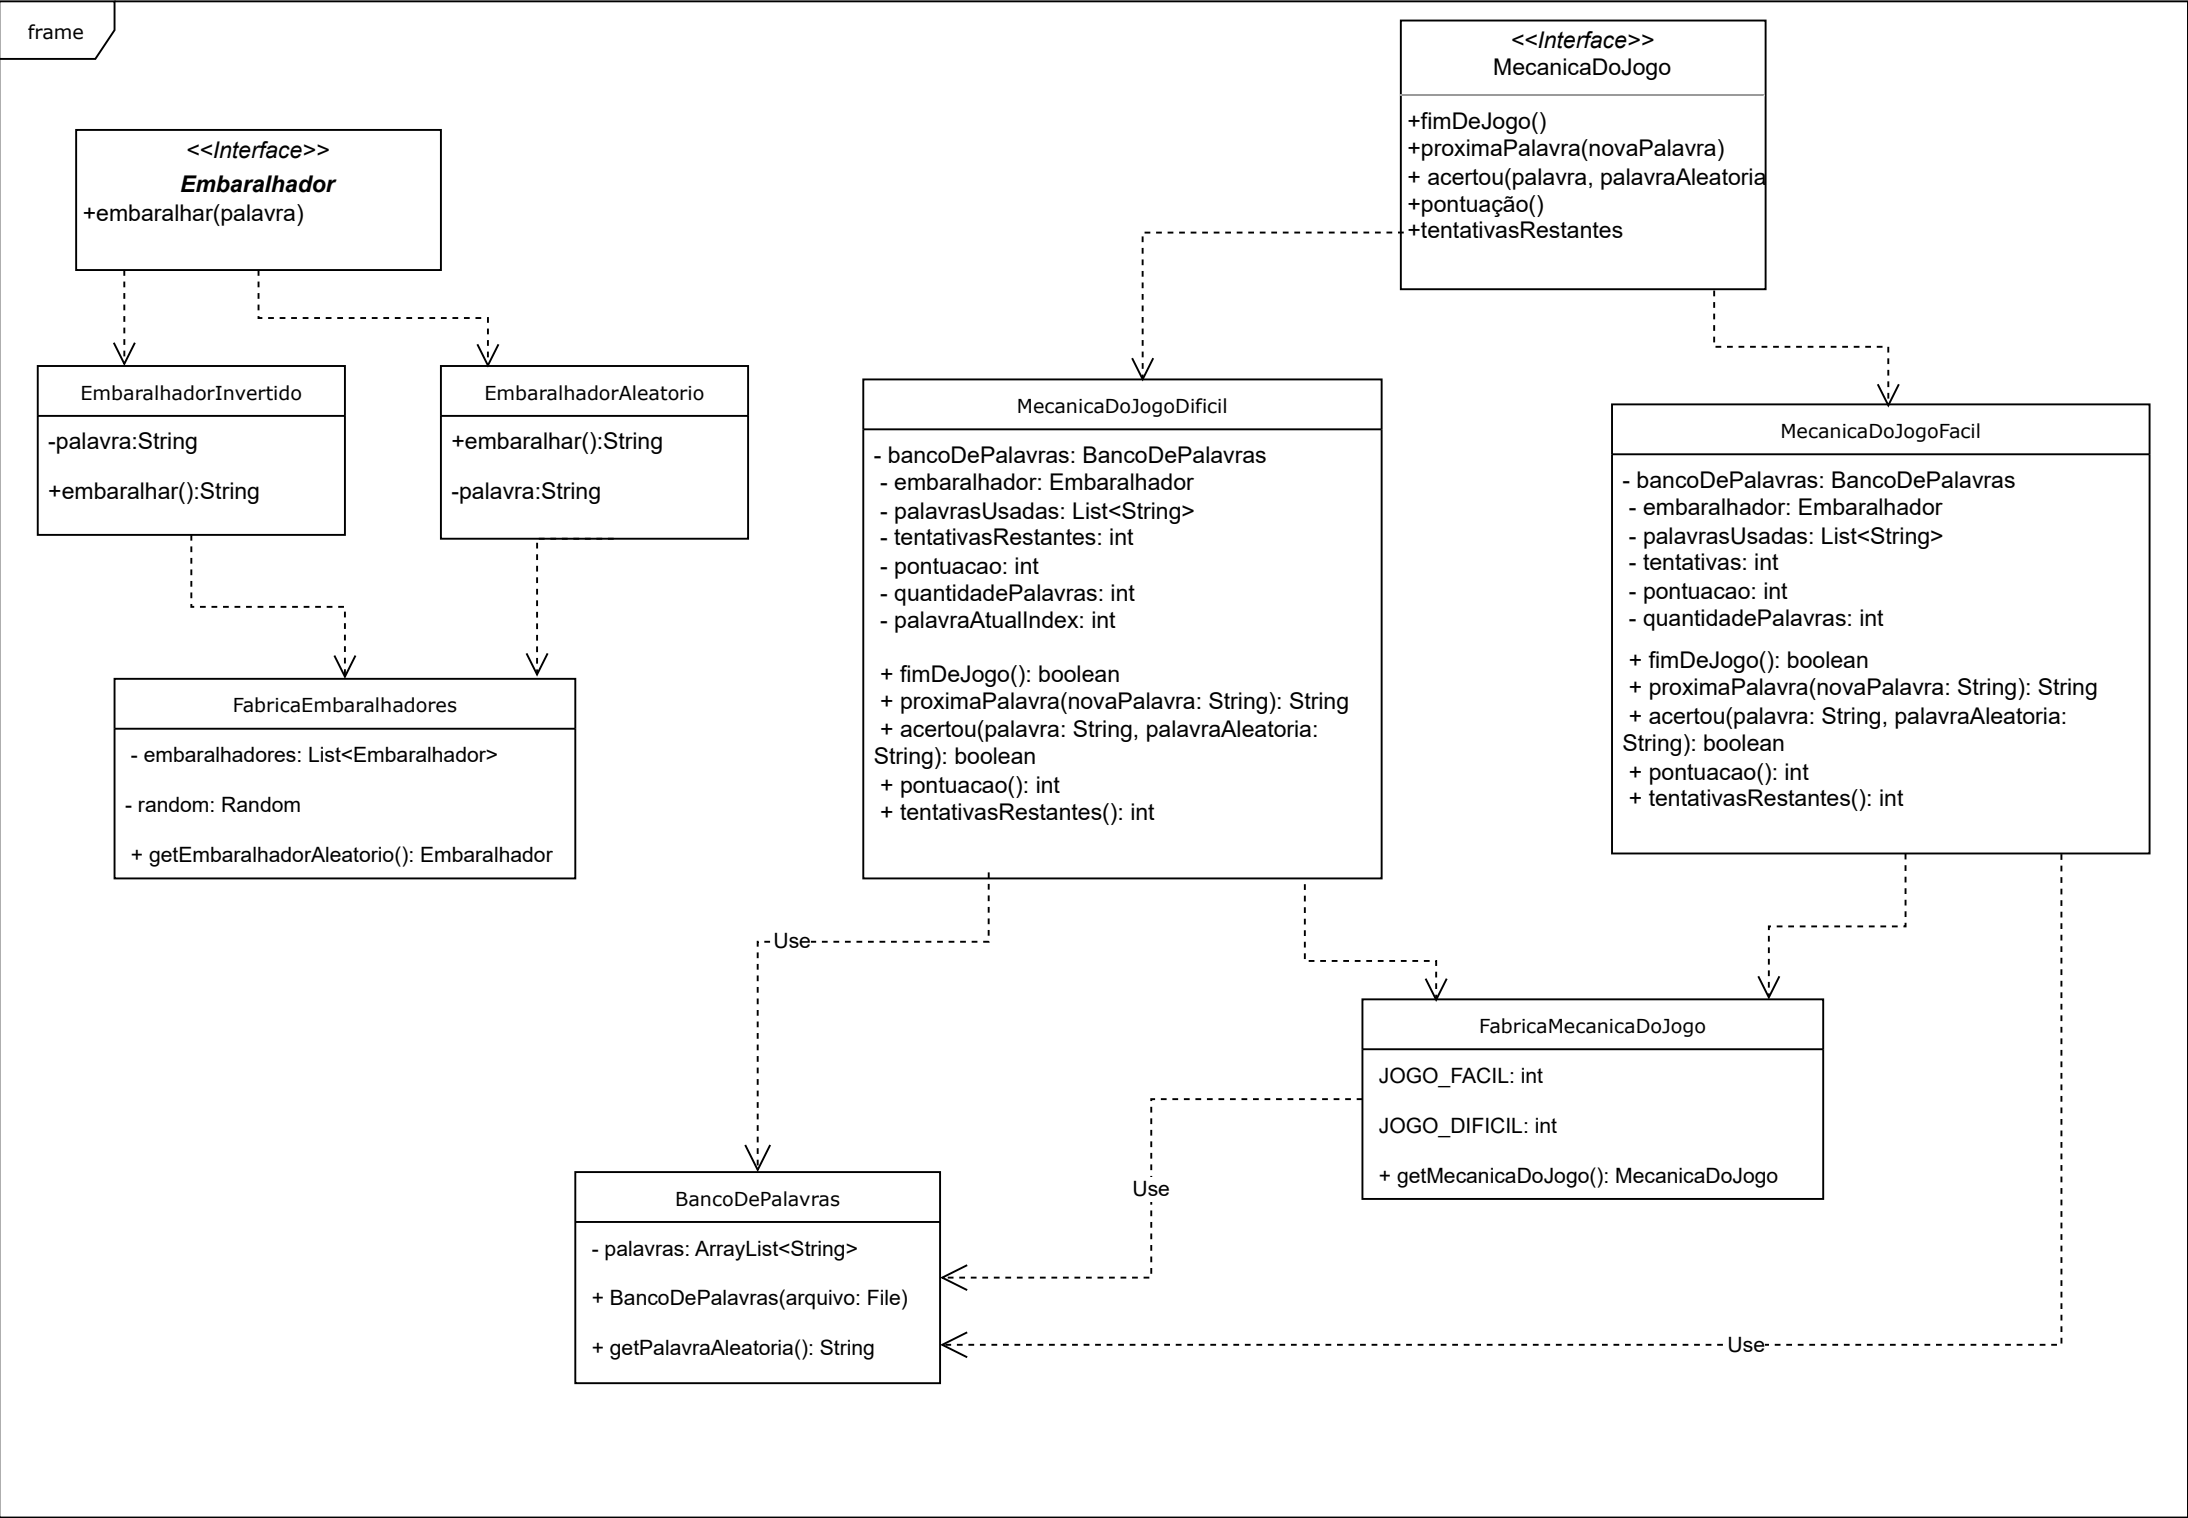 frame
<<Interface>>
MecanicaDoJogo
+fimDeJogo()
+proximaPalavra(novaPalavra)
+ acertou(palavra, palavraAleatoria
+pontuação()
+tentativasRestantes
<<Interface>>
Embaralhador
+embaralhar(palavra)
EmbaralhadorInvertido
-palavra:String
+embaralhar():String
EmbaralhadorAleatorio
+embaralhar():String
-palavra:String
MecanicaDoJogoDificil
- bancoDePalavras: BancoDePalavras
- embaralhador: Embaralhador
- palavrasUsadas: List<String>
- tentativasRestantes: int
- pontuacao: int
- quantidadePalavras: int
- palavraAtualIndex: int
+ fimDeJogo(): boolean
+ proximaPalavra(novaPalavra: String): String
+ acertou(palavra: String, palavraAleatoria:
String): boolean
+ pontuacao(): int
+ tentativasRestantes(): int
MecanicaDoJogoFacil
- bancoDePalavras: BancoDePalavras
- embaralhador: Embaralhador
- palavrasUsadas: List<String>
- tentativas: int
- pontuacao: int
- quantidadePalavras: int
+ fimDeJogo(): boolean
+ proximaPalavra(novaPalavra: String): String
+ acertou(palavra: String, palavraAleatoria:
String): boolean
+ pontuacao(): int
+ tentativasRestantes(): int
FabricaEmbaralhadores
- embaralhadores: List<Embaralhador>
- random: Random
+ getEmbaralhadorAleatorio(): Embaralhador
Use
FabricaMecanicaDoJogo
JOGO_FACIL: int
JOGO_DIFICIL: int
+ getMecanicaDoJogo(): MecanicaDoJogo
Use
BancoDePalavras
- palavras: ArrayList<String>
+ BancoDePalavras(arquivo: File)
+ getPalavraAleatoria(): String
Use